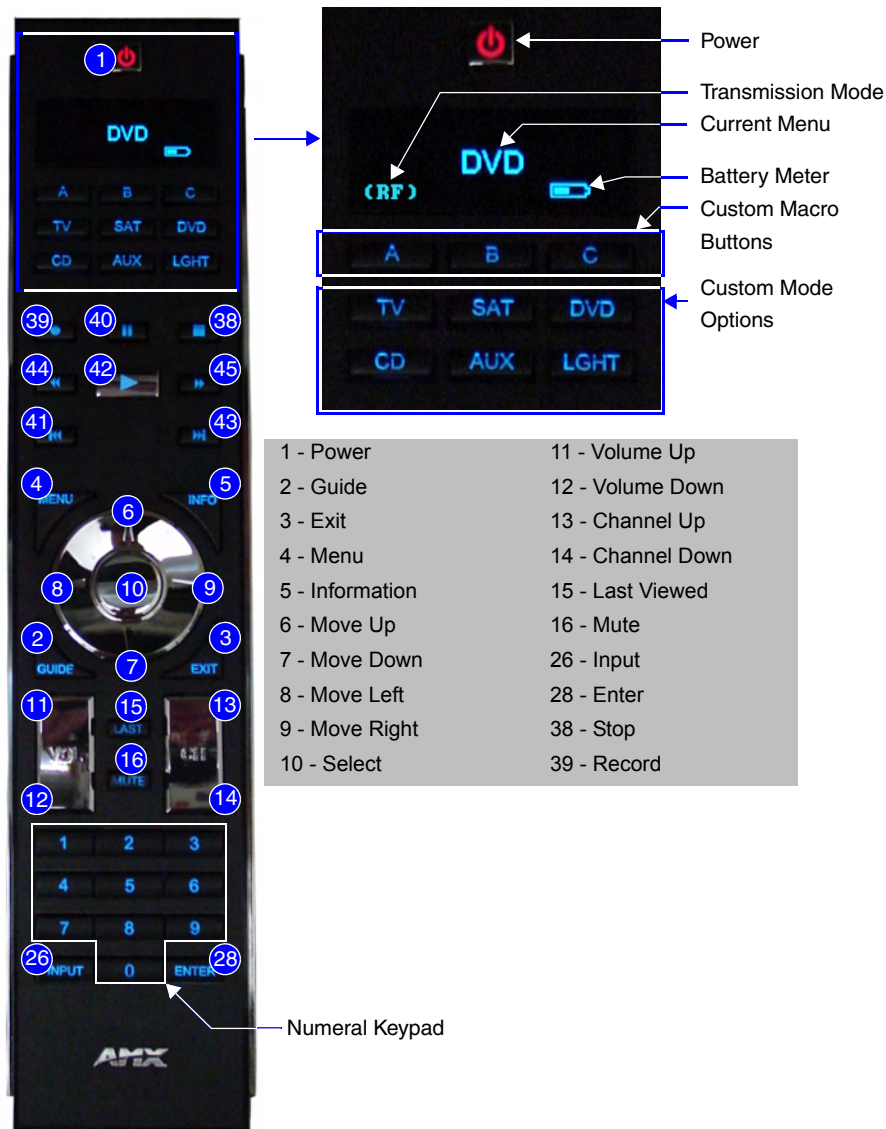 1
DVD
A B C
TV SAT DVD
CD AUX LGHT
39 40 38
44 42 45
41 43
4 5
MENU INFO
6
8 10 9
2 3
GUIDE 7 EXIT
11 15 13
LAST
VOL CH
16
MUTE
12 14
1 2 3
4 5 6
7 8 9
26 28
INPUT 0 ENTER
AMX
Numeral Keypad
Power
Transmission Mode
Current Menu
DVD
(RF)
Battery Meter
Custom Macro
Buttons
A B C
Custom Mode
Options
TV SAT DVD
CD AUX LGHT
1 - Power
2 - Guide
3 - Exit
4 - Menu
5 - Information
6 - Move Up
7 - Move Down
8 - Move Left
9 - Move Right
10 - Select
11 - Volume Up
12 - Volume Down
13 - Channel Up
14 - Channel Down
15 - Last Viewed
16 - Mute
26 - Input
28 - Enter
38 - Stop
39 - Record